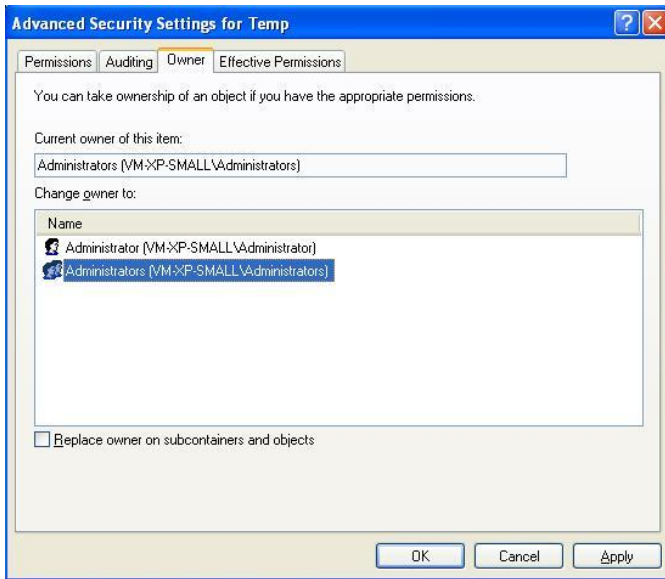 Advanced Security Settings for Temp
Permissions Auditing Owner Effective Permissions
You can take ownership of an object if you have the appropriate permissions.
Current owner of this item:
Administrators (VM-XP-SMALL\Administrators)
Change owner to:
Name
Administrator (VM-XP-SMALL\Administrator)
Administrators (VM-XP-SMALL\Administrators)
Replace owner on subcontainers and objects
OK Cancel Apply